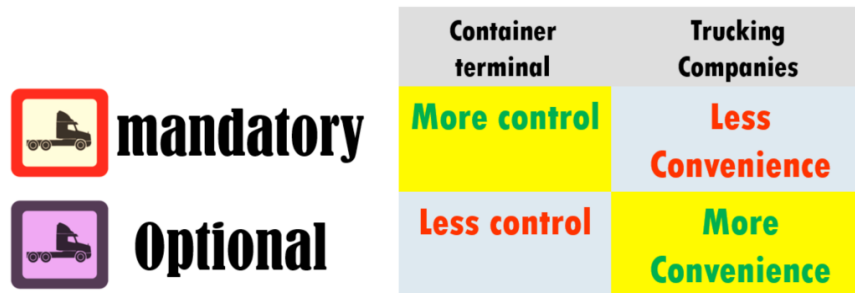 Container Trucking
terminal Companies
mandatory More control Less
Convenience
Optional Less control More
Convenience